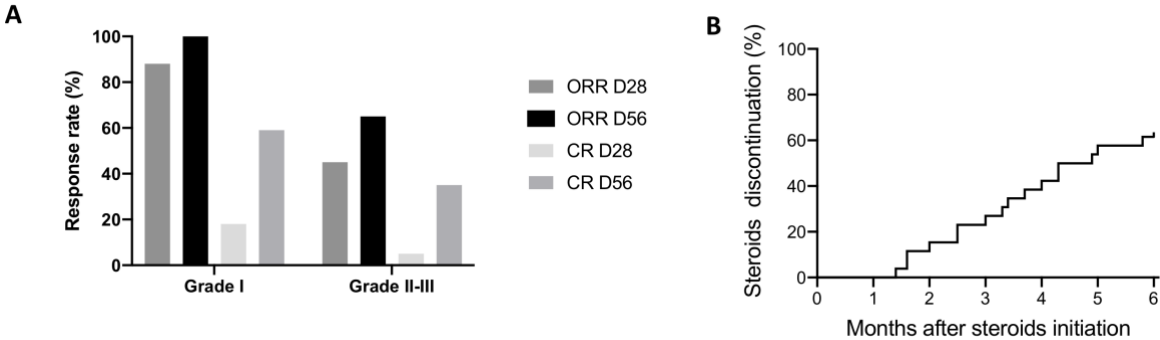 A
Response rate (%)
100
80
60
40
20
0
Grade I
Grade II-III
ORR D28
ORR D56
CR D28
CR D56
B
Steroids discontinuation (%)
100
80
60
40
20
0
0 1 2 3 4 5 6
Months after steroids initiation